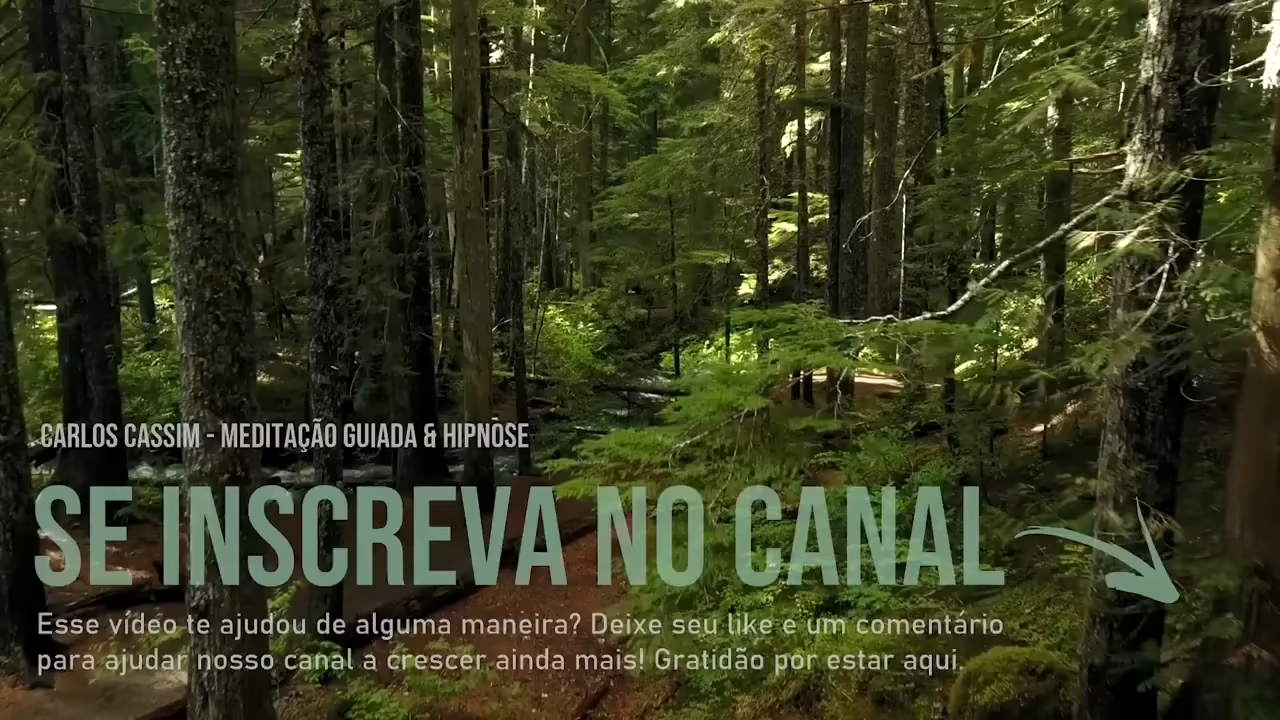 CARLOS CASSIM - MEDITAÇÃO GUIADA & HIPNOSE
SE INSCREVA NO CANAL
Esse vídeo te ajudou de alguma maneira? Deixe seu like e um comentário
para ajudar nosso canal a crescer ainda mais! Gratidão por estar aqui.